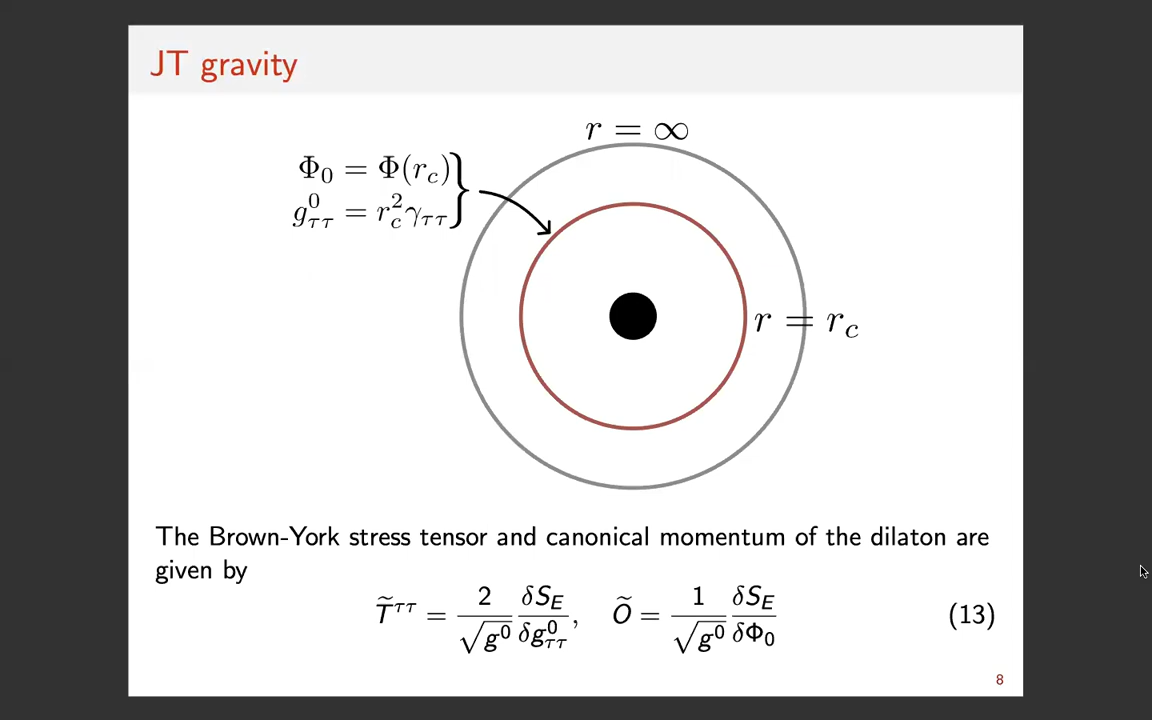 JT gravity
r = ∞
Φ₀ = Φ(r_c)
g⁰_ττ = r_c² γ_ττ
r = r_c
The Brown-York stress tensor and canonical momentum of the dilaton are
given by
T̃^ττ = 2/√g⁰ δS_E/δg⁰_ττ, Õ = 1/√g⁰ δS_E/δΦ₀ (13)
8